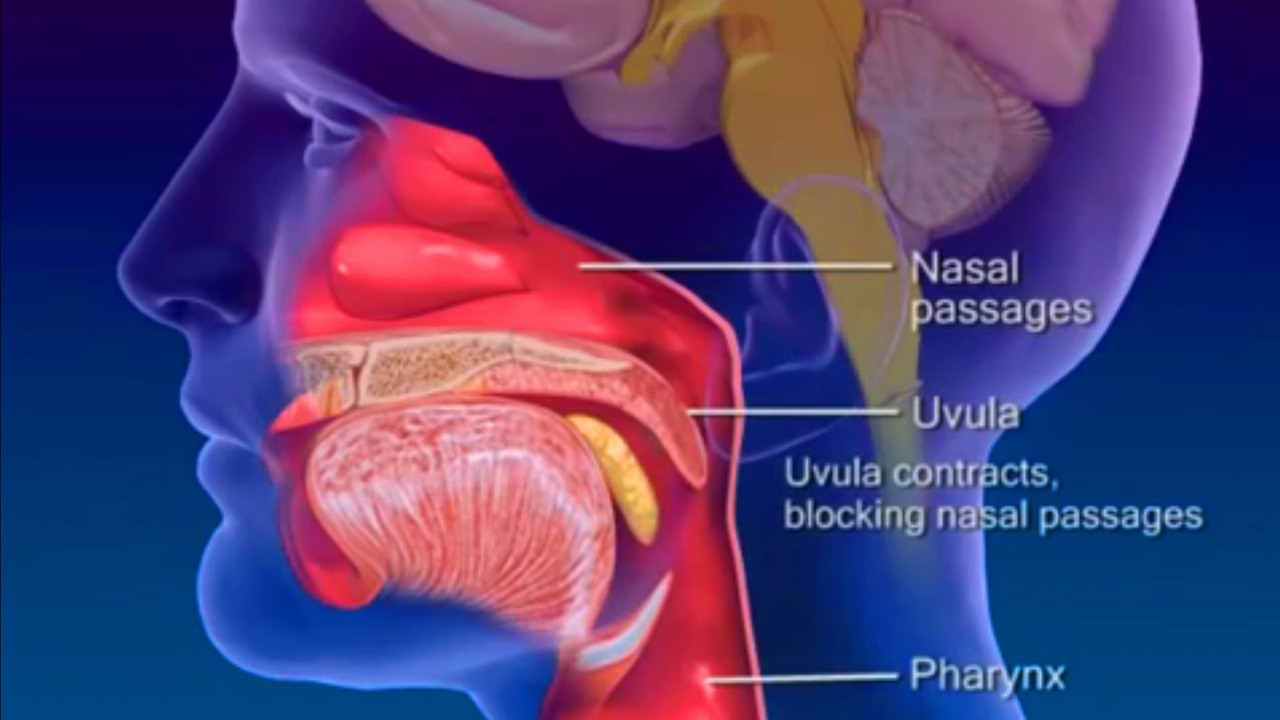 Nasal
passages
Uvula
Uvula contracts,
blocking nasal passages
Pharynx